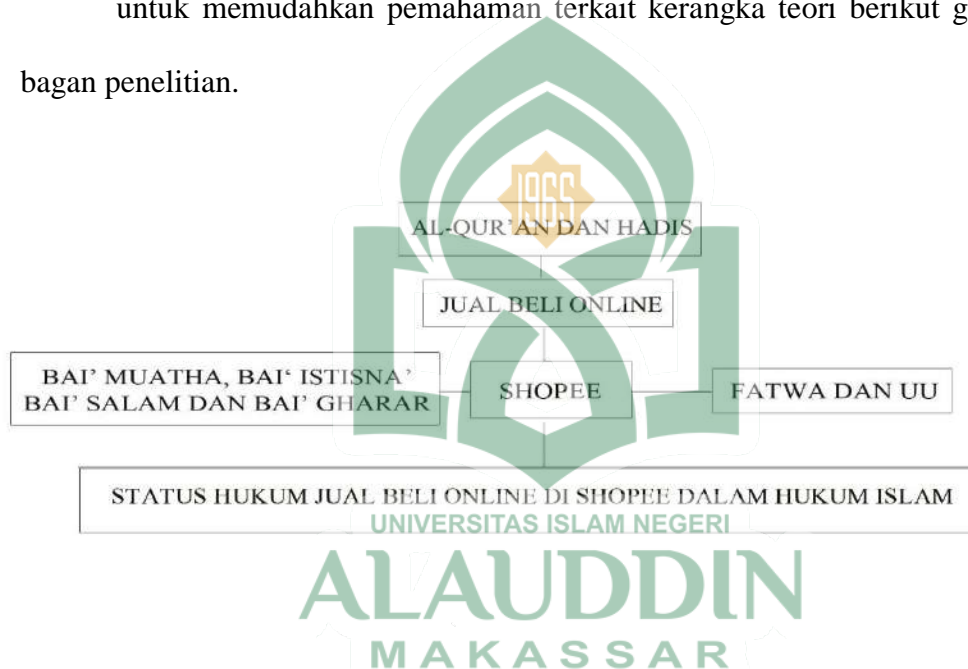 untuk memudahkan pemahaman terkait kerangka teori berikut g
bagan penelitian.
1965
AL-QUR’AN DAN HADIS
JUAL BELI ONLINE
BAI’ MUATHA, BAI‘ ISTISNA’
BAI’ SALAM DAN BAI’ GHARAR
SHOPEE
FATWA DAN UU
STATUS HUKUM JUAL BELI ONLINE DI SHOPEE DALAM HUKUM ISLAM
UNIVERSITAS ISLAM NEGERI
ALAUDDIN
MAKASSAR